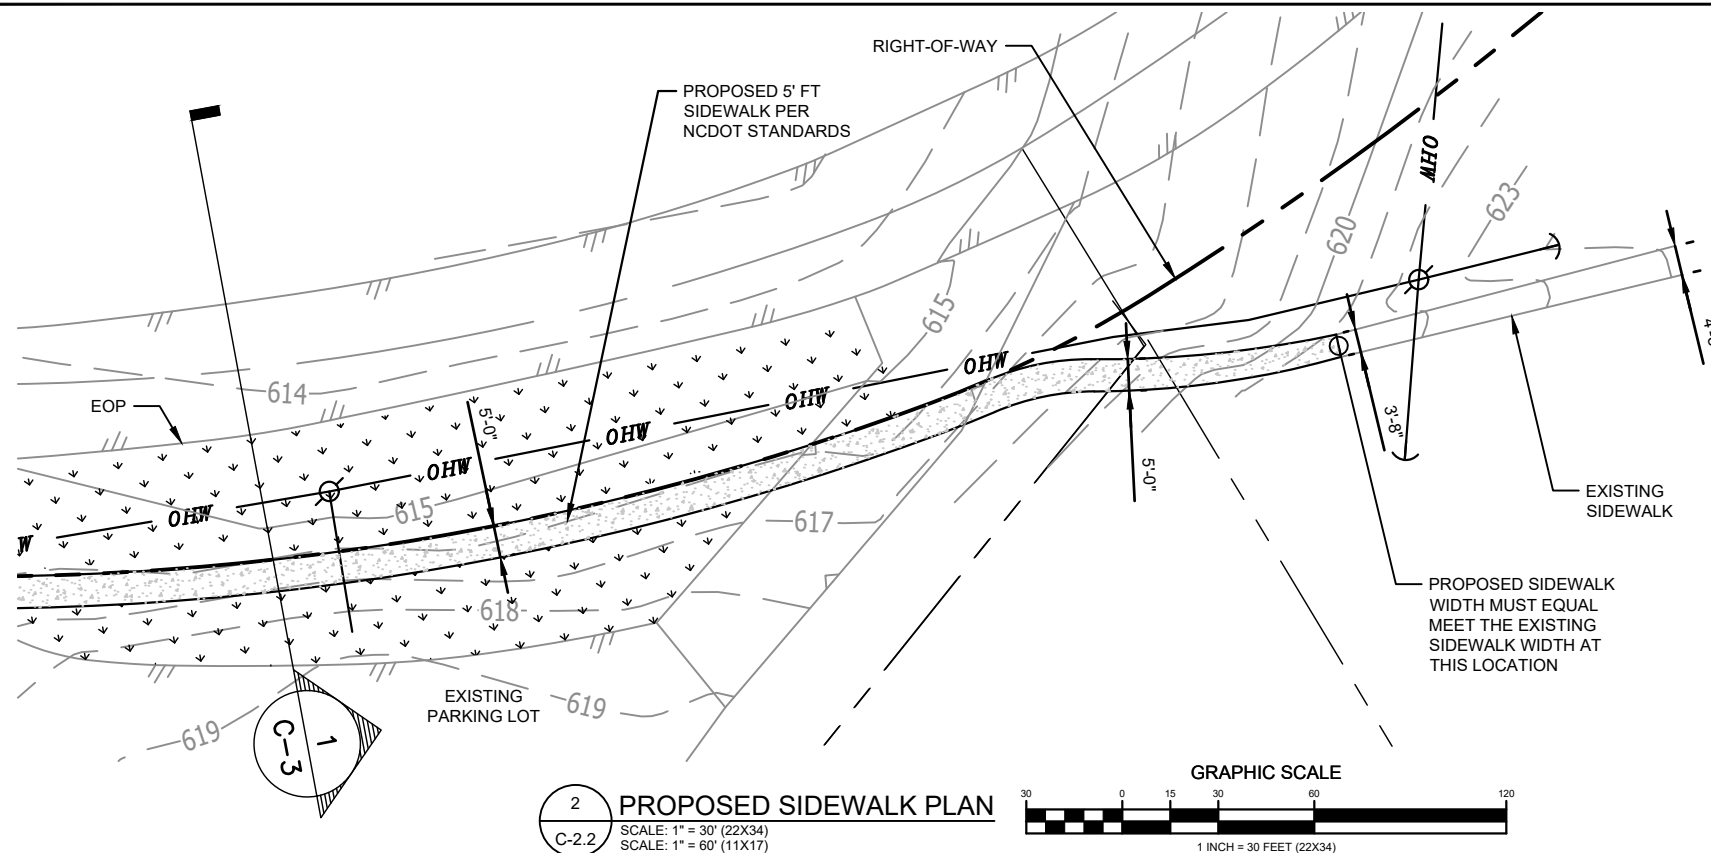 RIGHT-OF-WAY
PROPOSED 5' FT
SIDEWALK PER
NCDOT STANDARDS
OHW
623
620
615
614
EOP
5'-0"
OHW
OHW
OHW
OHW
OHW
615
617
618
619
619
5'-0"
3'-8"
EXISTING
SIDEWALK
PROPOSED SIDEWALK
WIDTH MUST EQUAL
MEET THE EXISTING
SIDEWALK WIDTH AT
THIS LOCATION
EXISTING
PARKING LOT
1
C-3
2
C-2.2
PROPOSED SIDEWALK PLAN
SCALE: 1" = 30' (22X34)
SCALE: 1" = 60' (11X17)
GRAPHIC SCALE
30 0 15 30 60 120
1 INCH = 30 FEET (22X34)